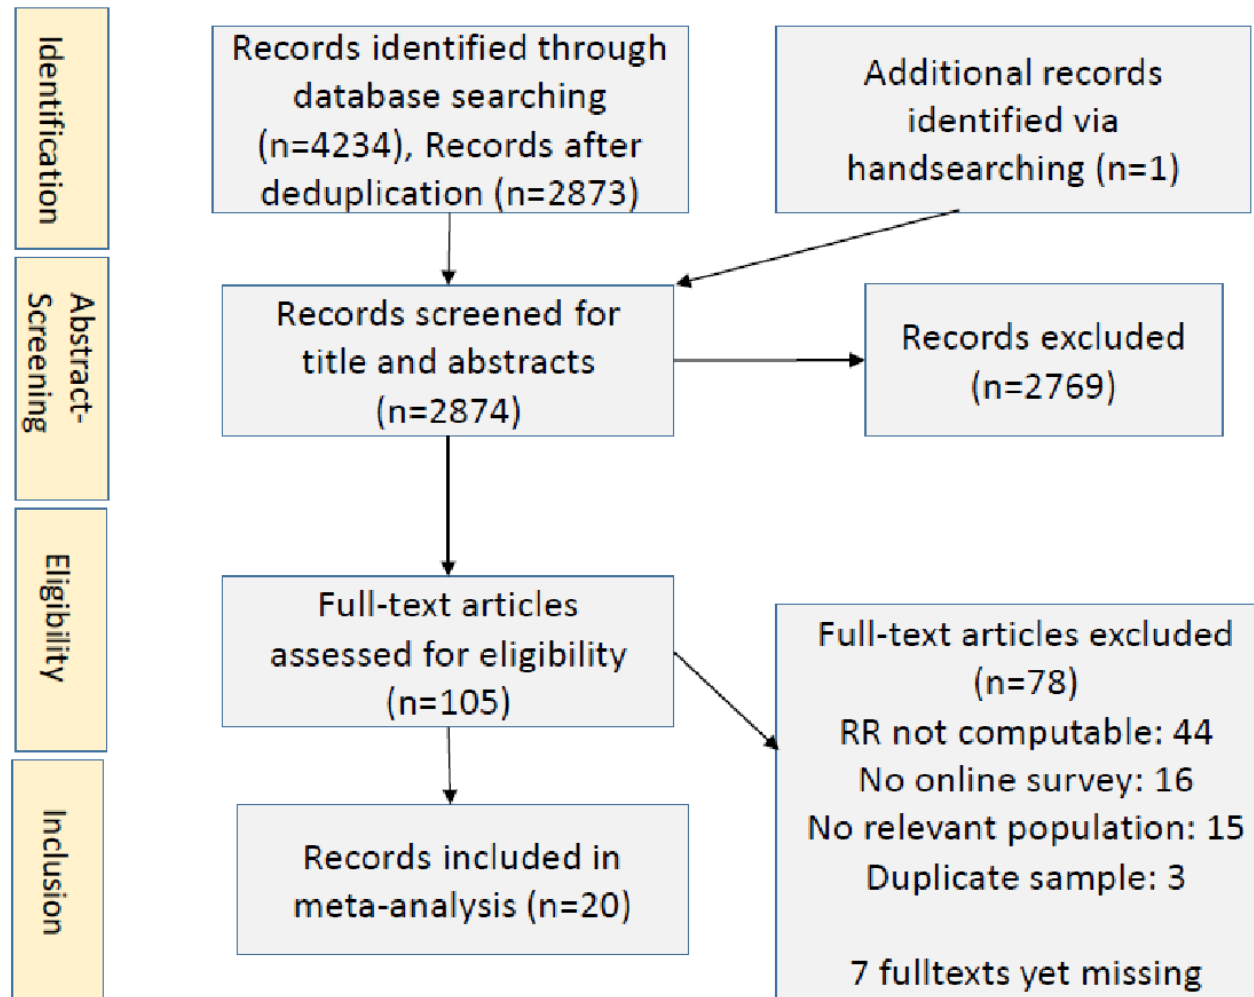 Identification
Records identified through
database searching
(n=4234), Records after
deduplication (n=2873)
Additional records
identified via
handsearching (n=1)
Abstract-
Screening
Records screened for
title and abstracts
(n=2874)
Records excluded
(n=2769)
Eligibility
Full-text articles
assessed for eligibility
(n=105)
Full-text articles excluded
(n=78)
RR not computable: 44
No online survey: 16
No relevant population: 15
Duplicate sample: 3
7 fulltexts yet missing
Inclusion
Records included in
meta-analysis (n=20)